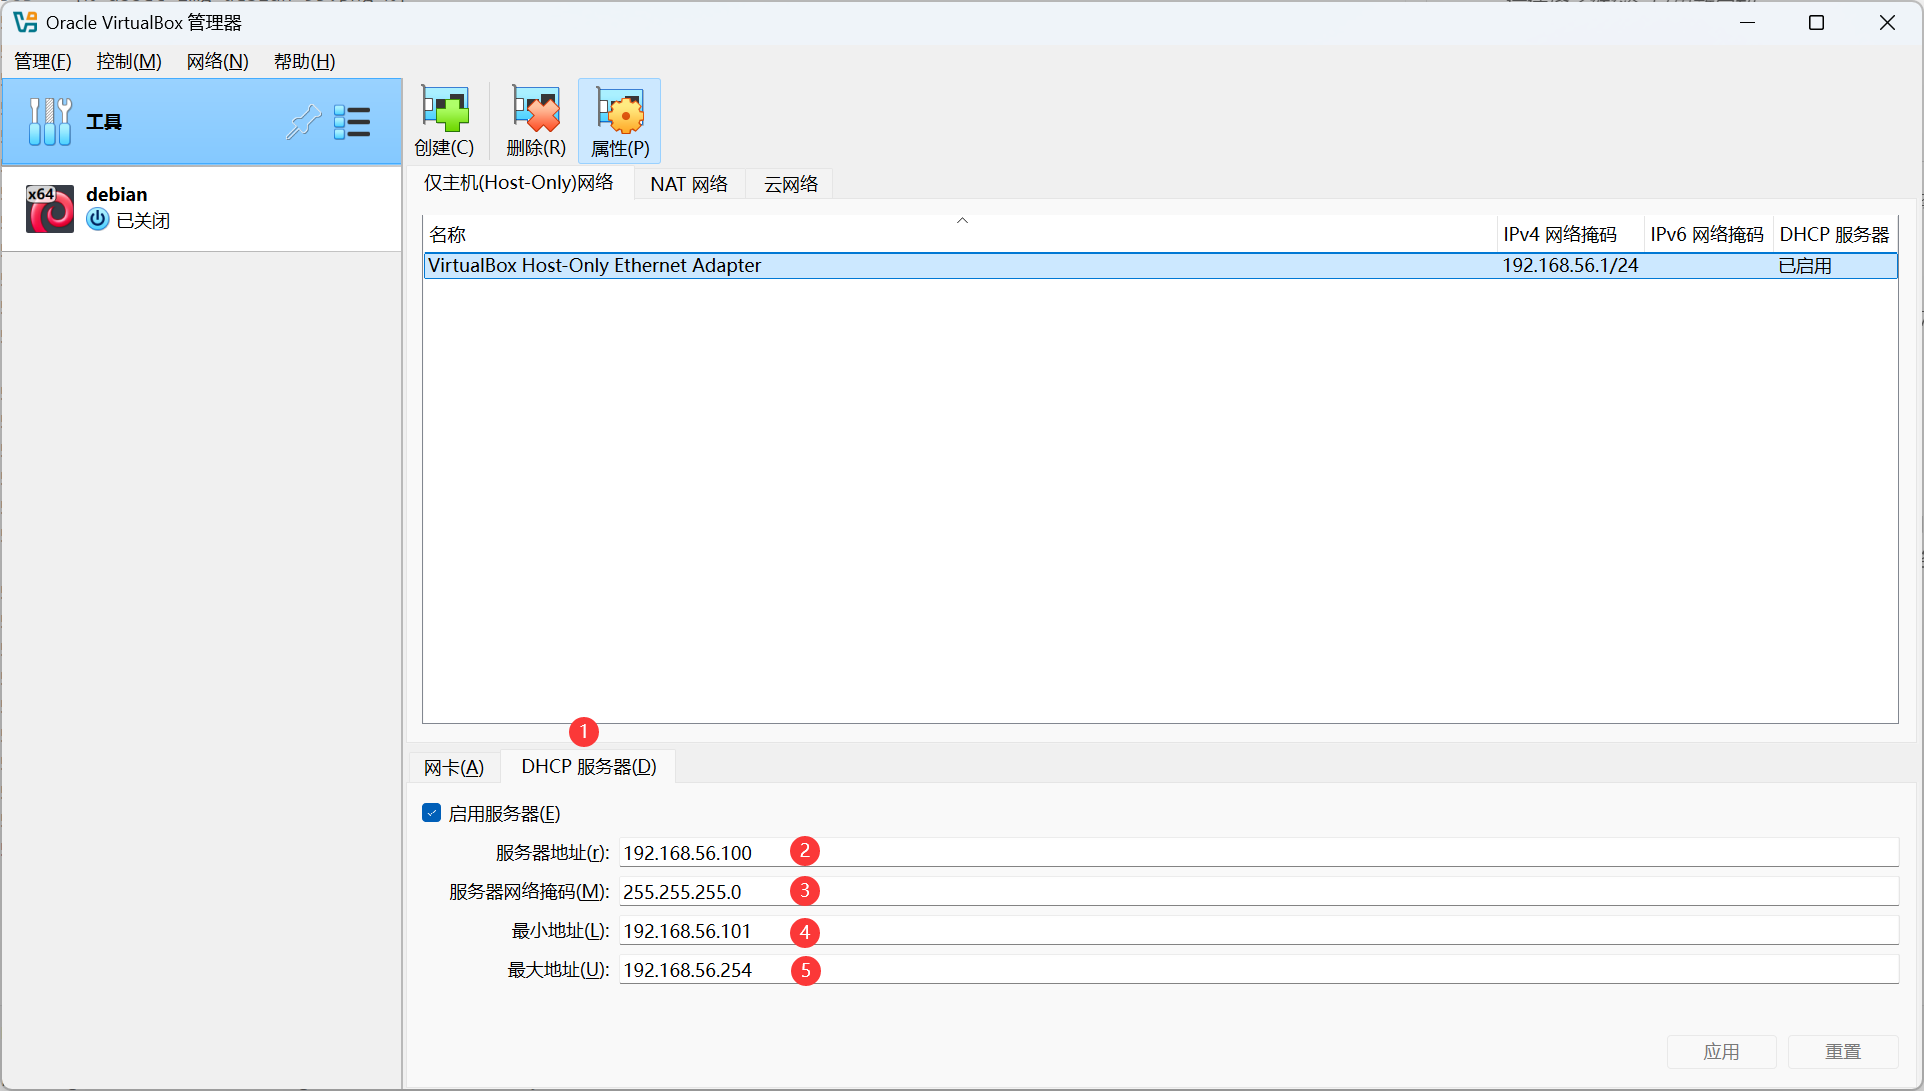 Oracle VirtualBox 管理器
管理(F) 控制(M) 网络(N) 帮助(H)
工具
创建(C) 删除(R) 属性(P)
x64
debian
已关闭
仅主机(Host-Only)网络 NAT 网络 云网络
名称 IPv4 网络掩码 IPv6 网络掩码 DHCP 服务器
VirtualBox Host-Only Ethernet Adapter 192.168.56.1/24 已启用
1
网卡(A) DHCP 服务器(D)
启用服务器(E)
服务器地址(r): 192.168.56.100 2
服务器网络掩码(M): 255.255.255.0 3
最小地址(L): 192.168.56.101 4
最大地址(U): 192.168.56.254 5
应用 重置